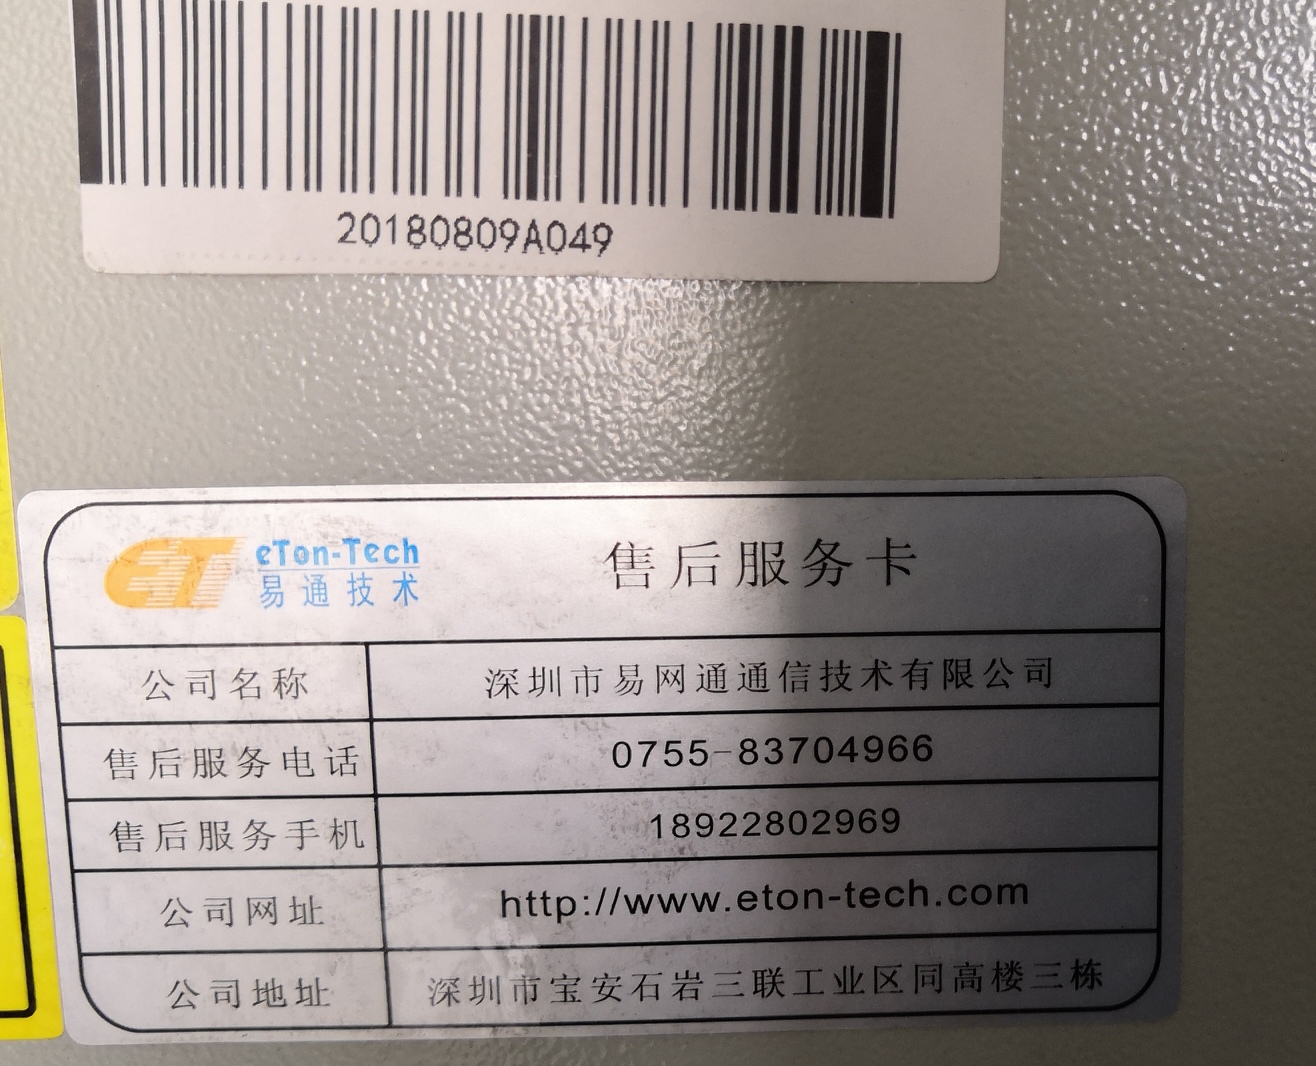 20180809A049
ET eTon-Tech
易通技术
售后服务卡
公司名称 深圳市易网通通信技术有限公司
售后服务电话 0755-83704966
售后服务手机 18922802969
公司网址 http://www.eton-tech.com
公司地址 深圳市宝安石岩三联工业区同高楼三栋